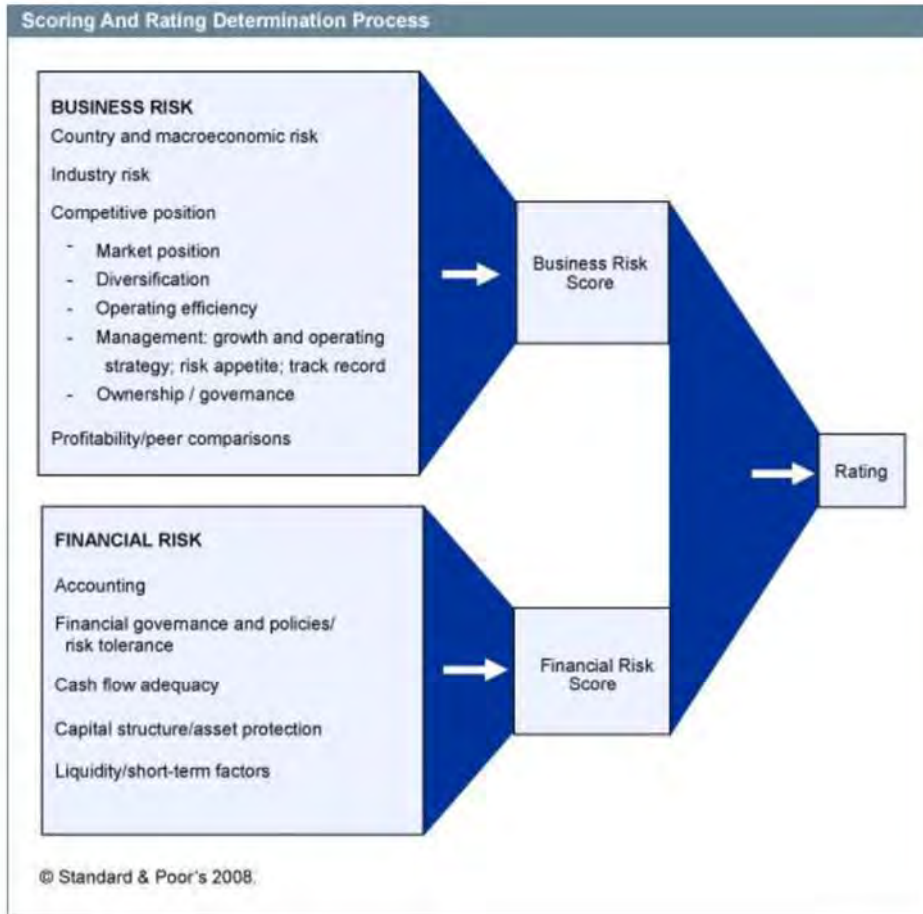 Scoring And Rating Determination Process
BUSINESS RISK
Country and macroeconomic risk
Industry risk
Competitive position
- Market position
- Diversification
- Operating efficiency
- Management: growth and operating
strategy; risk appetite; track record
- Ownership / governance
Profitability/peer comparisons
Business Risk
Score
Rating
FINANCIAL RISK
Accounting
Financial governance and policies/
risk tolerance
Cash flow adequacy
Capital structure/asset protection
Liquidity/short-term factors
Financial Risk
Score
© Standard & Poor's 2008.